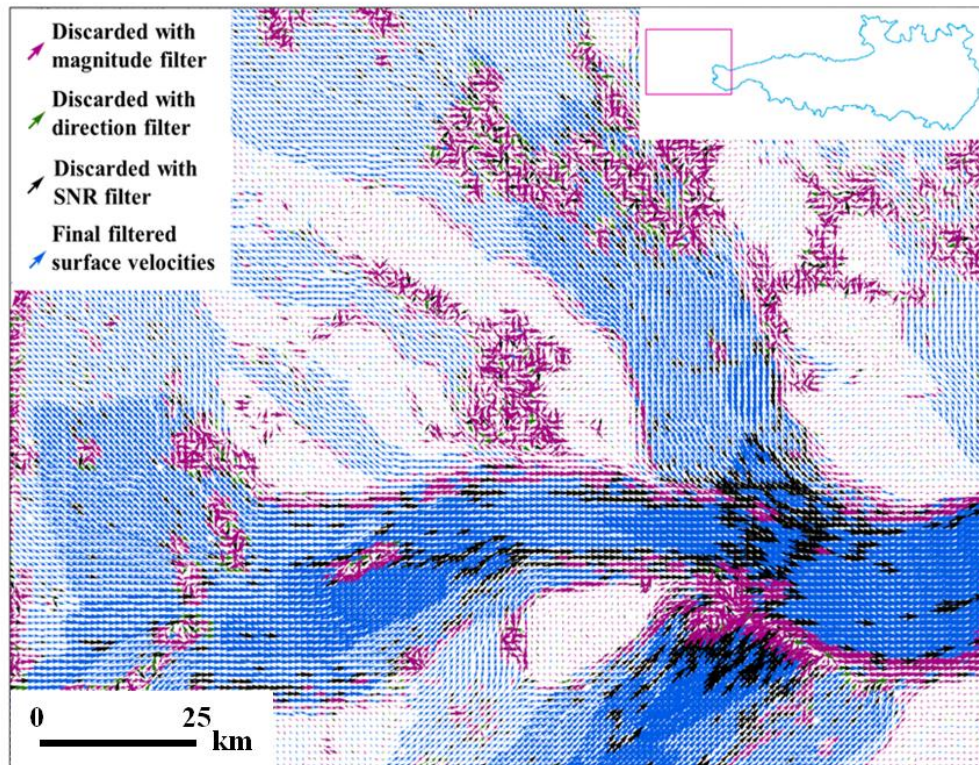 Discarded with
magnitude filter
Discarded with
direction filter
Discarded with
SNR filter
Final filtered
surface velocities
0 25
km